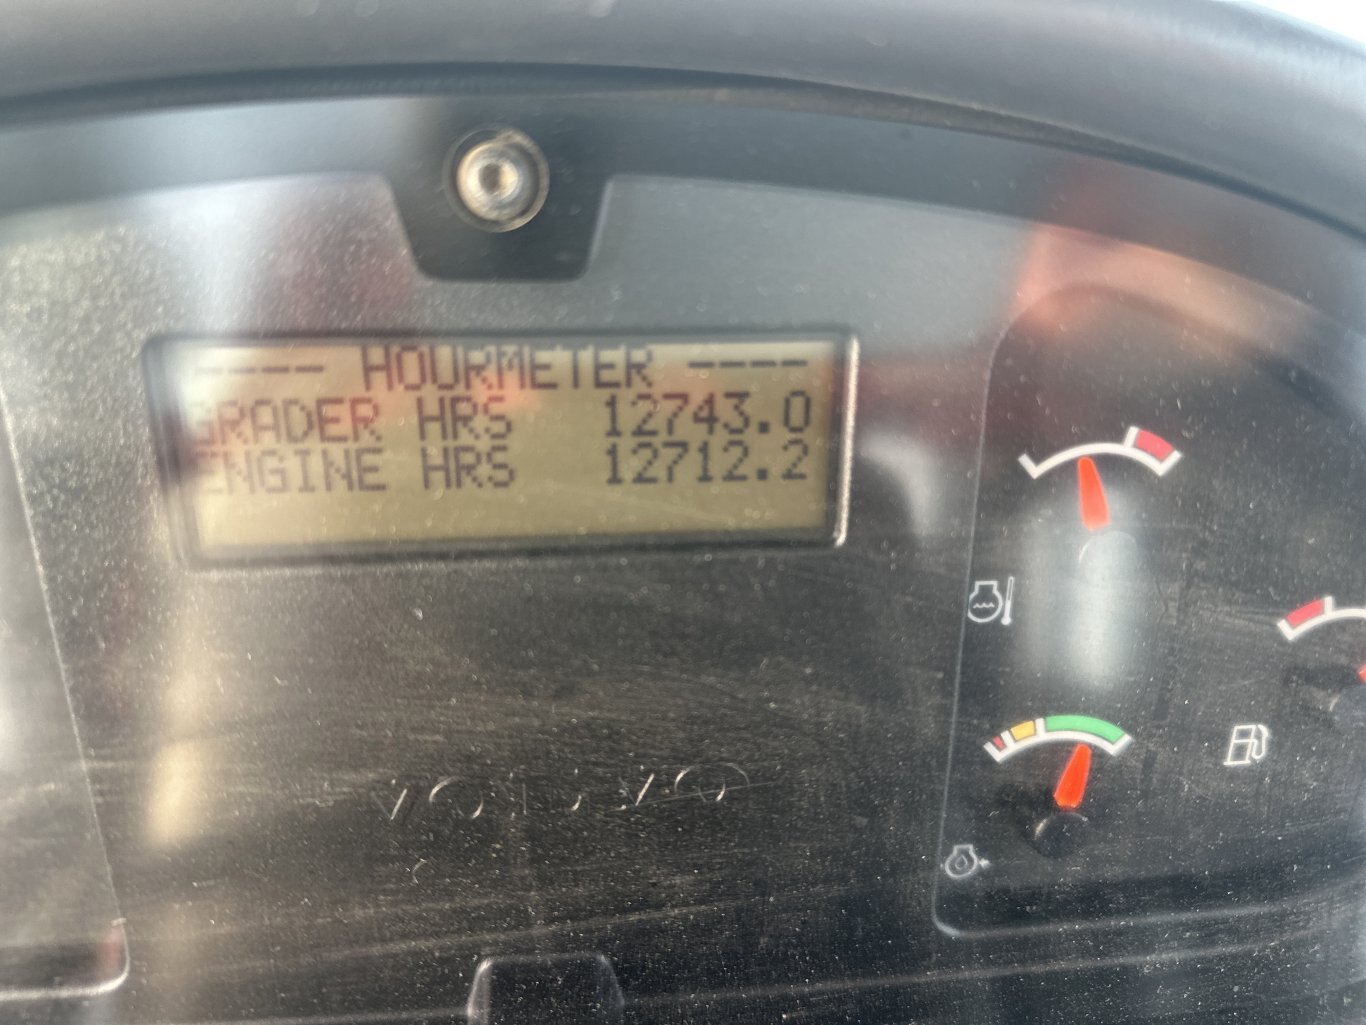 ---- HOURMETER ----
GRADER HRS 12743.0
ENGINE HRS 12712.2
VOLVO